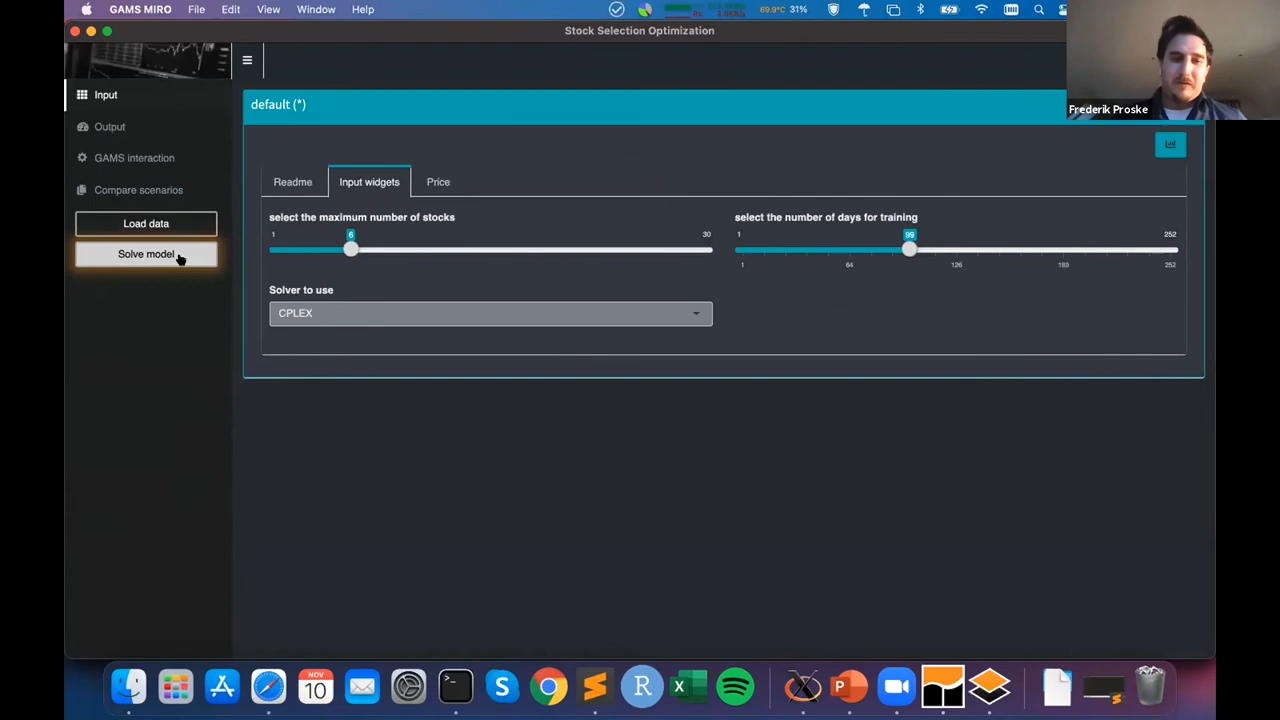 GAMS MIRO File Edit View Window Help 69.9°C 31%
Stock Selection Optimization
Frederik Proske
Input
Output
GAMS interaction
Compare scenarios
Load data
Solve model
default (*)
Readme Input widgets Price
select the maximum number of stocks
1 6 30
select the number of days for training
1 99 252
1 64 126 189 252
Solver to use
CPLEX
NOV
10